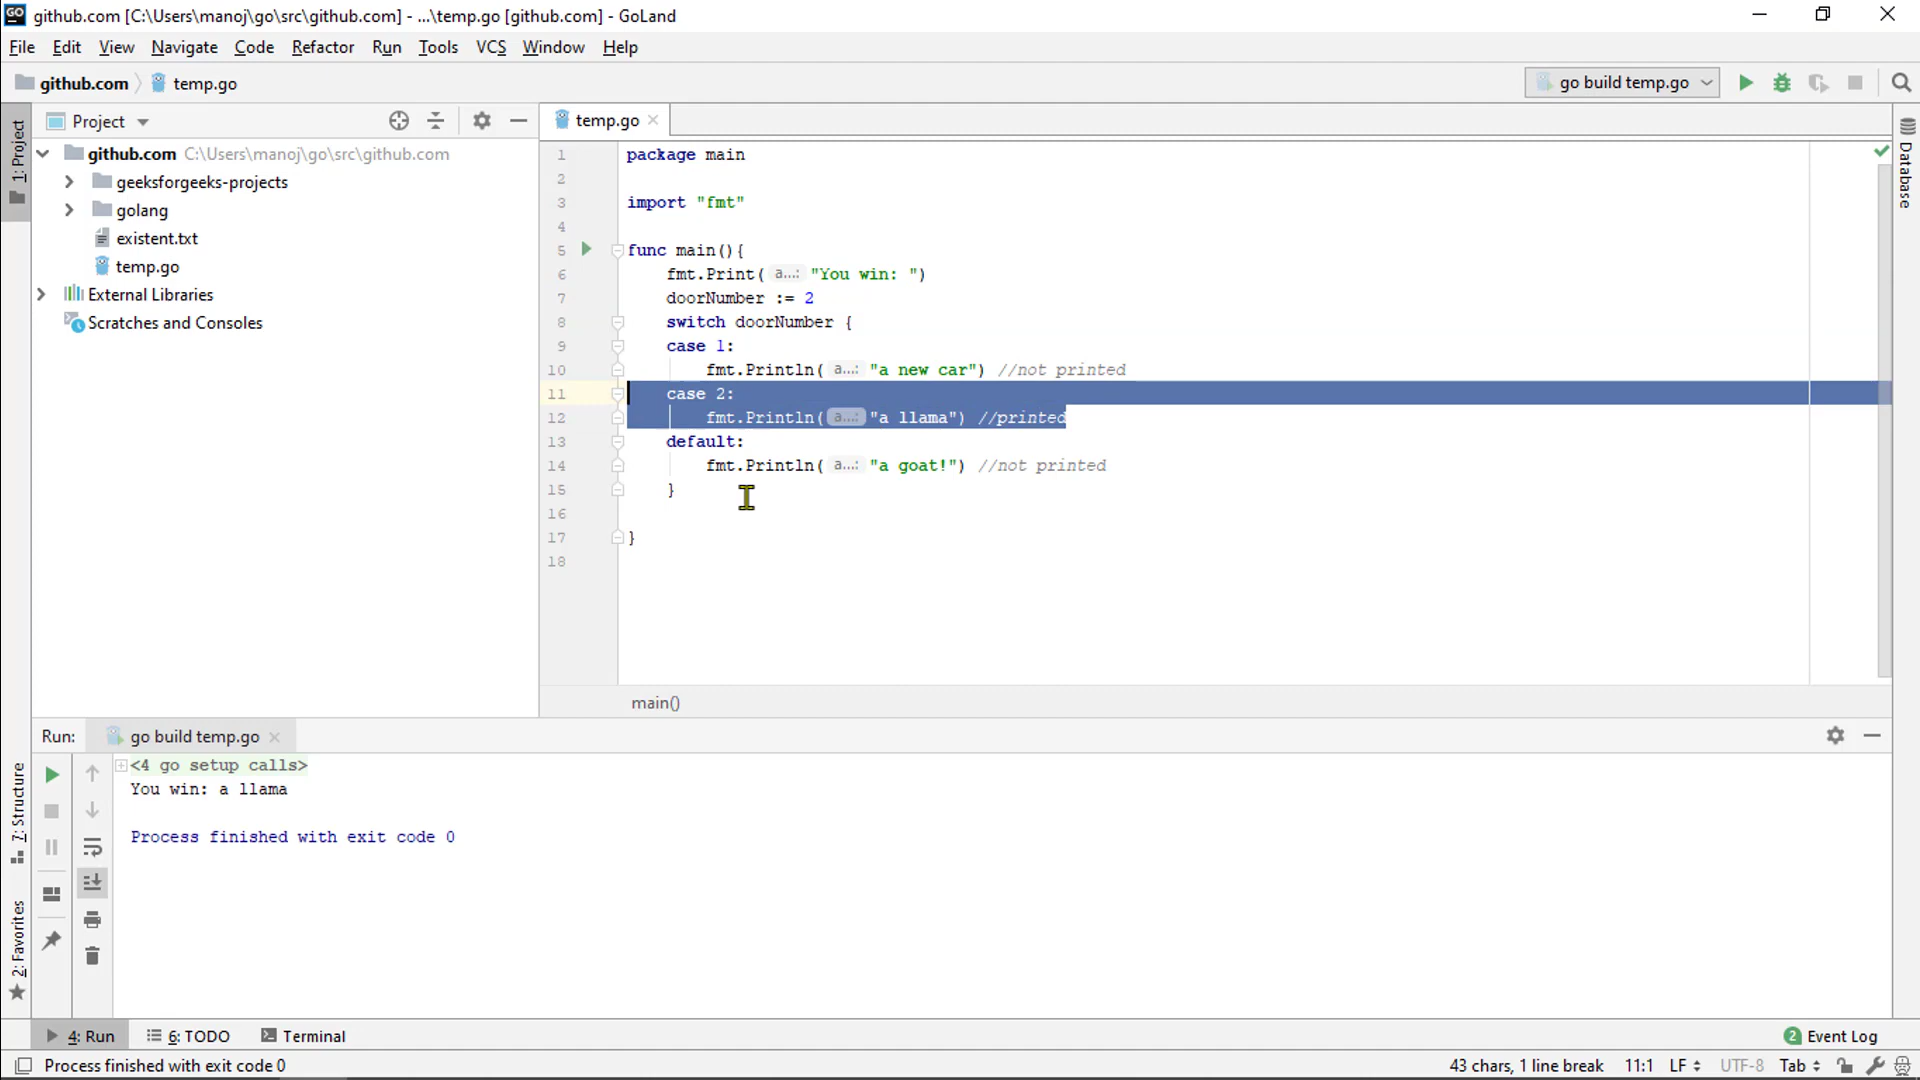 GO github.com [C:\Users\manoj\go\src\github.com] - ...\temp.go [github.com] - GoLand
File Edit View Navigate Code Refactor Run Tools VCS Window Help
github.com temp.go go build temp.go
1: Project
Project
github.com C:\Users\manoj\go\src\github.com
geeksforgeeks-projects
golang
existent.txt
temp.go
External Libraries
Scratches and Consoles
temp.go
1 package main
2
3 import "fmt"
4
5 func main(){
6 fmt.Print( a...: "You win: ")
7 doorNumber := 2
8 switch doorNumber {
9 case 1:
10 fmt.Println( a...: "a new car") //not printed
11 case 2:
12 fmt.Println( a...: "a llama") //printed
13 default:
14 fmt.Println( a...: "a goat!") //not printed
15 }
16
17 }
18
main()
Database
Run: go build temp.go
<4 go setup calls>
You win: a llama
Process finished with exit code 0
7: Structure
2: Favorites
4: Run 6: TODO Terminal 2 Event Log
Process finished with exit code 0 43 chars, 1 line break 11:1 LF UTF-8 Tab